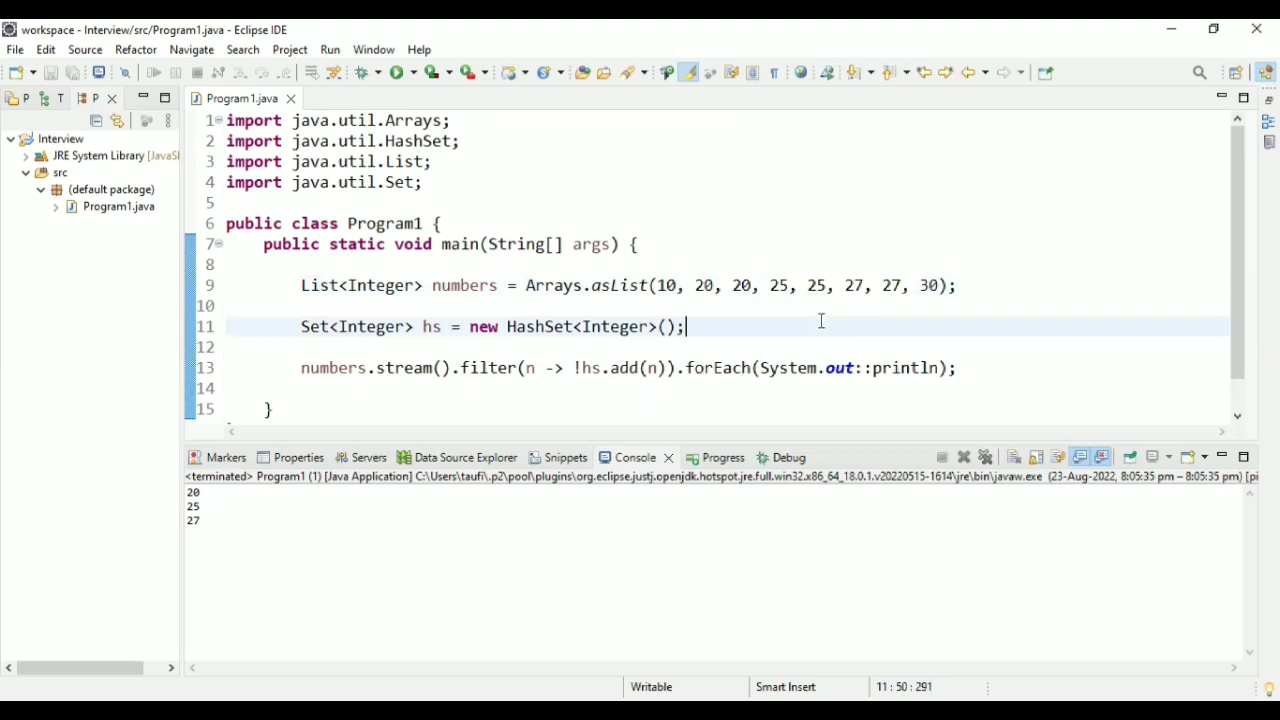 workspace - Interview/src/Program1.java - Eclipse IDE
File Edit Source Refactor Navigate Search Project Run Window Help
P T P
Program1.java
Interview
JRE System Library [JavaSE
src
(default package)
Program1.java
1 import java.util.Arrays;
2 import java.util.HashSet;
3 import java.util.List;
4 import java.util.Set;
5
6 public class Program1 {
7 public static void main(String[] args) {
8
9 List<Integer> numbers = Arrays.asList(10, 20, 20, 25, 25, 27, 27, 30);
10
11 Set<Integer> hs = new HashSet<Integer>();
12
13 numbers.stream().filter(n -> !hs.add(n)).forEach(System.out::println);
14
15 }
Markers Properties Servers Data Source Explorer Snippets Console Progress Debug
<terminated> Program1 (1) [Java Application] C:\Users\taufi\.p2\pool\plugins\org.eclipse.justj.openjdk.hotspot.jre.full.win32.x86_64_18.0.1.v20220515-1614\jre\bin\javaw.exe (23-Aug-2022, 8:05:35 pm – 8:05:35 pm) [pi
20
25
27
Writable Smart Insert 11 : 50 : 291